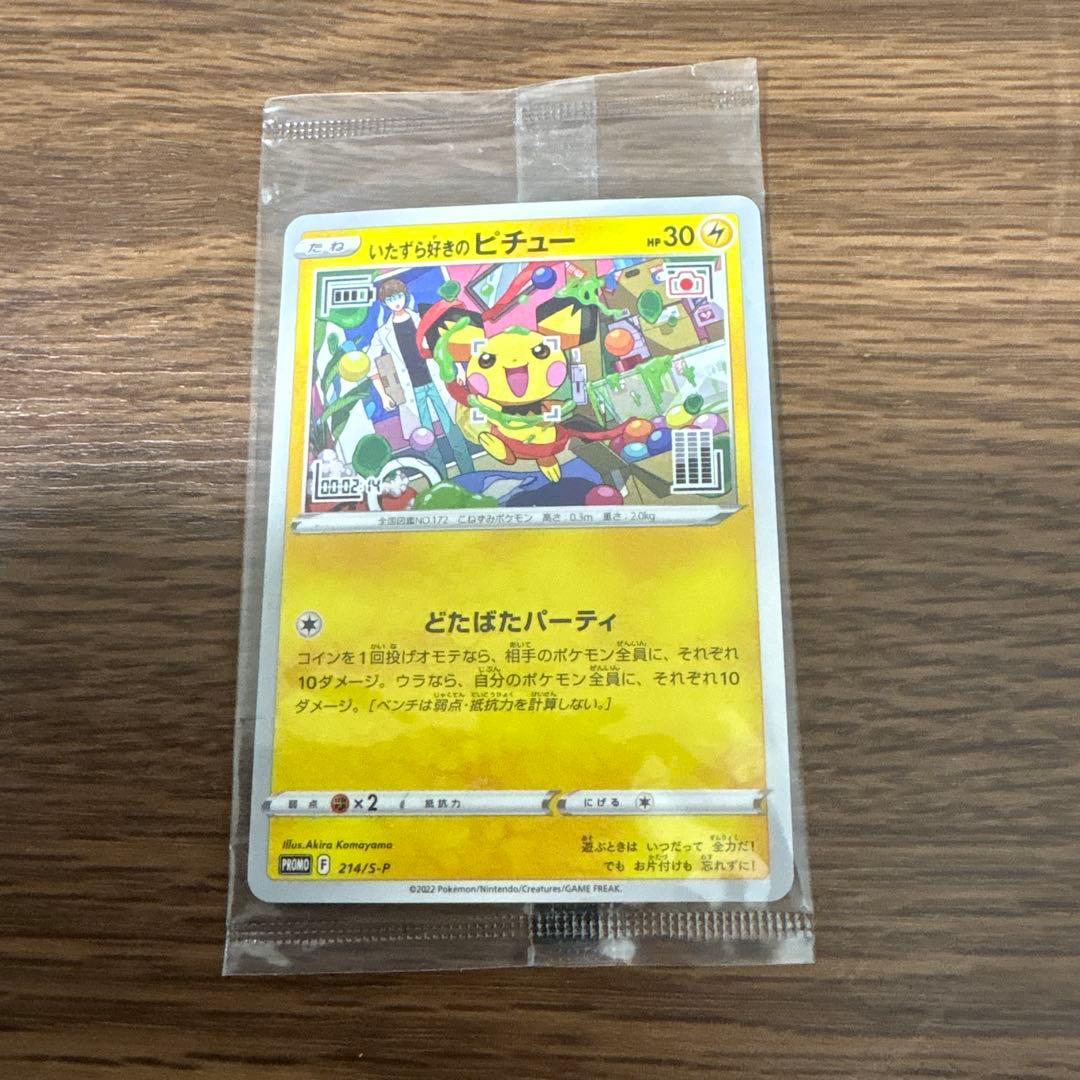 たね いたずら好きのピチュー HP30
00:02:14
全国図鑑NO.172 こねずみポケモン 高さ:0.3m 重さ:2.0kg
どたばたパーティ
コインを1回投げオモテなら、相手のポケモン全員に、それぞれ
10ダメージ。ウラなら、自分のポケモン全員に、それぞれ10
ダメージ。[ベンチは弱点・抵抗力を計算しない。]
弱点 ×2 抵抗力 にげる
Illus.Akira Komayama
PROMO F 214/S-P
遊ぶときは いつだって 全力だ!
でも お片付けも 忘れずに!
©2022 Pokémon/Nintendo/Creatures/GAME FREAK.